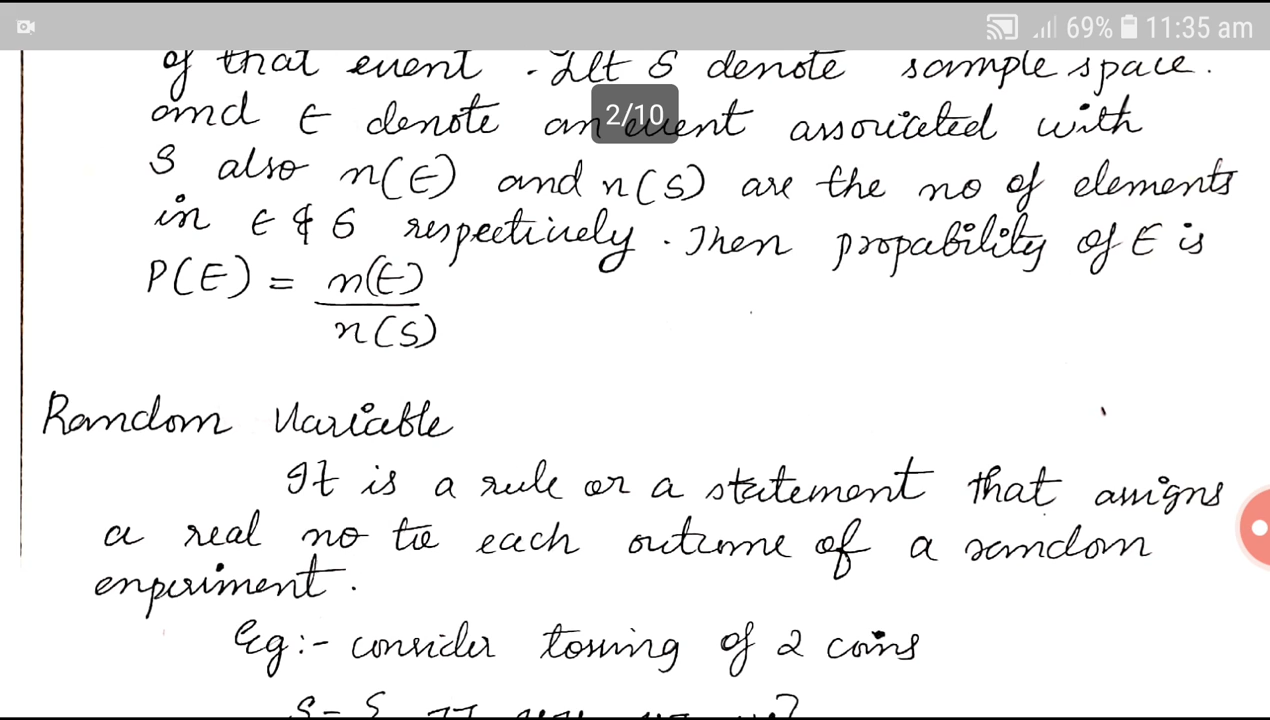 69% 11:35 am
of that event . Let S denote sample space.
2/10
and E denote an event associated with
S also n(E) and n(S) are the no of elements
in E & S respectively. Then propability of E is
P(E) = n(E)
n(S)
Random Variable
It is a rule or a statement that assigns
a real no to each outcome of a random
experiment.
Eg:- consider tossing of 2 coins
S = {